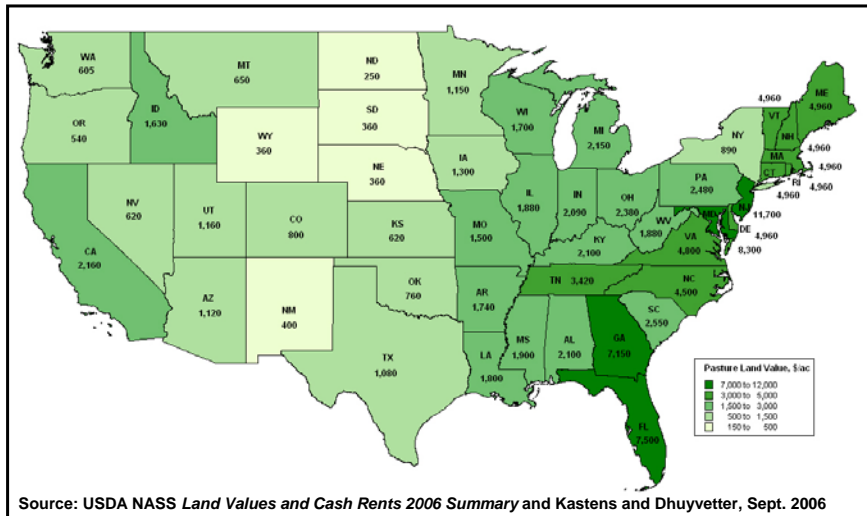 WA
605
OR
540
CA
2,160
ID
1,630
NV
620
MT
650
WY
360
UT
1,160
AZ
1,120
CO
800
NM
400
ND
250
SD
360
NE
360
KS
620
OK
760
TX
1,080
MN
1,150
IA
1,300
MO
1,500
AR
1,740
LA
1,800
WI
1,700
IL
1,880
MI
2,150
IN
2,090
OH
2,380
KY
2,100
TN 3,420
MS
1,900
AL
2,100
GA
7,150
FL
7,500
SC
2,550
NC
4,500
VA
4,800
WV
1,880
PA
2,480
NY
890
4,960
VT
ME
4,960
NH
4,960
MA
4,960
CT
4,960
RI
4,960
NJ
11,700
DE
4,960
MD
8,300
Pasture Land Value, $/ac
7,000 to 12,000
3,000 to 5,000
1,500 to 3,000
500 to 1,500
150 to 500
Source: USDA NASS Land Values and Cash Rents 2006 Summary and Kastens and Dhuyvetter, Sept. 2006